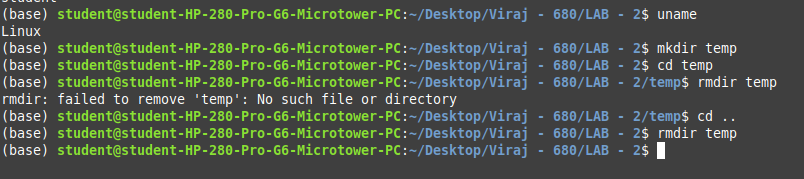 (base) student@student-HP-280-Pro-G6-Microtower-PC:~/Desktop/Viraj - 680/LAB - 2$ uname
Linux
(base) student@student-HP-280-Pro-G6-Microtower-PC:~/Desktop/Viraj - 680/LAB - 2$ mkdir temp
(base) student@student-HP-280-Pro-G6-Microtower-PC:~/Desktop/Viraj - 680/LAB - 2$ cd temp
(base) student@student-HP-280-Pro-G6-Microtower-PC:~/Desktop/Viraj - 680/LAB - 2/temp$ rmdir temp
rmdir: failed to remove 'temp': No such file or directory
(base) student@student-HP-280-Pro-G6-Microtower-PC:~/Desktop/Viraj - 680/LAB - 2/temp$ cd ..
(base) student@student-HP-280-Pro-G6-Microtower-PC:~/Desktop/Viraj - 680/LAB - 2$ rmdir temp
(base) student@student-HP-280-Pro-G6-Microtower-PC:~/Desktop/Viraj - 680/LAB - 2$